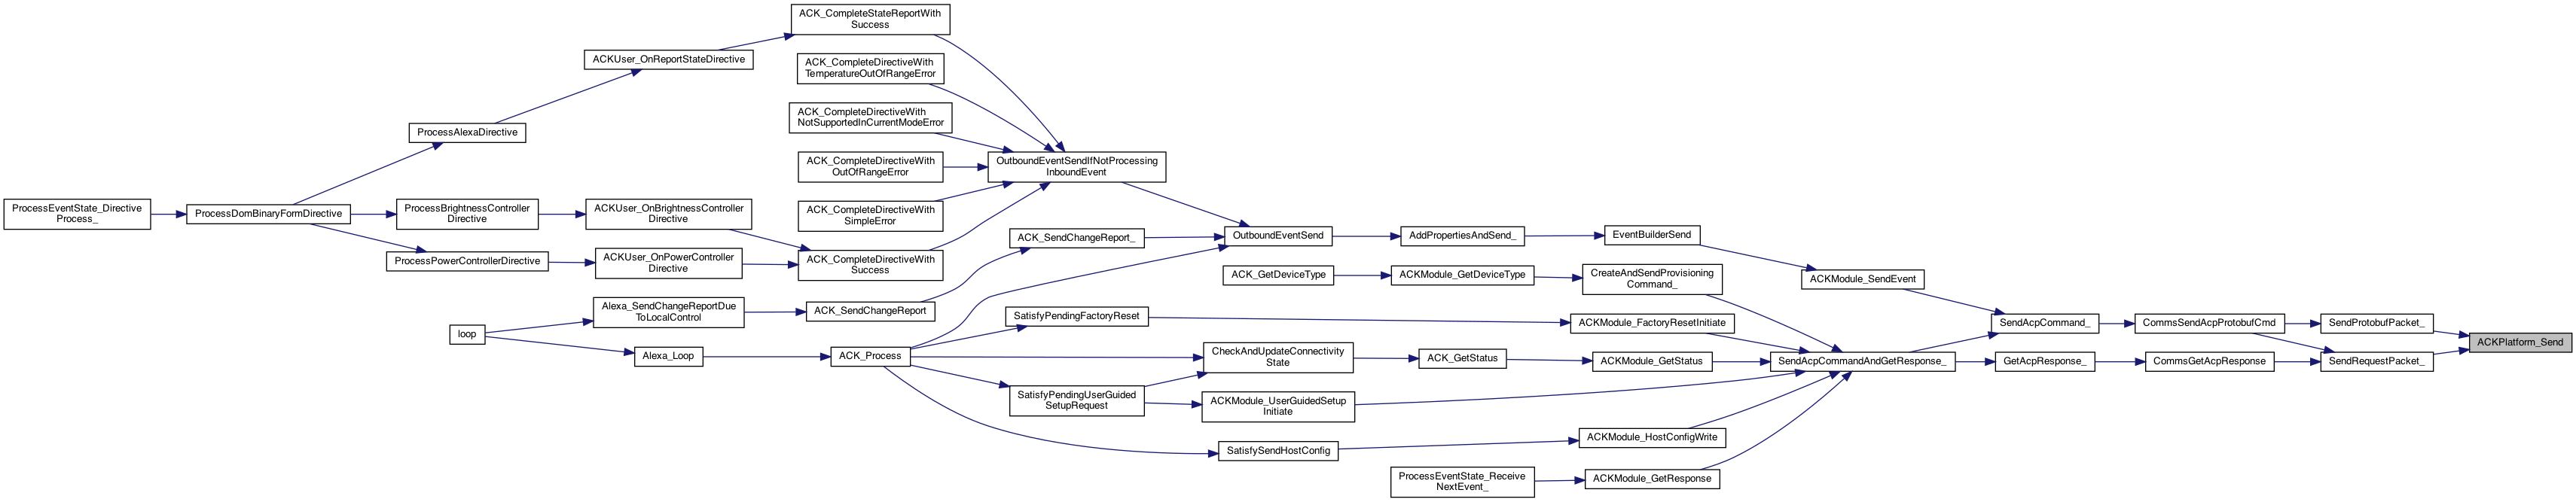 ACK_CompleteStateReportWith
Success
ACKUser_OnReportStateDirective
ACK_CompleteDirectiveWith
TemperatureOutOfRangeError
ACK_CompleteDirectiveWith
NotSupportedInCurrentModeError
ProcessAlexaDirective
OutboundEventSendIfNotProcessing
InboundEvent
ACK_CompleteDirectiveWith
OutOfRangeError
ProcessEventState_Directive
Process_
ProcessDomBinaryFormDirective
ProcessBrightnessController
Directive
ACKUser_OnBrightnessController
Directive
ACK_CompleteDirectiveWith
SimpleError
ACK_SendChangeReport_
OutboundEventSend
AddPropertiesAndSend_
EventBuilderSend
ProcessPowerControllerDirective
ACKUser_OnPowerController
Directive
ACK_CompleteDirectiveWith
Success
ACK_GetDeviceType
ACKModule_GetDeviceType
CreateAndSendProvisioning
Command_
ACKModule_SendEvent
Alexa_SendChangeReportDue
ToLocalControl
ACK_SendChangeReport
SatisfyPendingFactoryReset
ACKModule_FactoryResetInitiate
SendAcpCommand_
CommsSendAcpProtobufCmd
SendProtobufPacket_
loop
ACKPlatform_Send
Alexa_Loop
ACK_Process
CheckAndUpdateConnectivity
State
ACK_GetStatus
ACKModule_GetStatus
SendAcpCommandAndGetResponse_
GetAcpResponse_
CommsGetAcpResponse
SendRequestPacket_
SatisfyPendingUserGuided
SetupRequest
ACKModule_UserGuidedSetup
Initiate
SatisfySendHostConfig
ACKModule_HostConfigWrite
ProcessEventState_Receive
NextEvent_
ACKModule_GetResponse